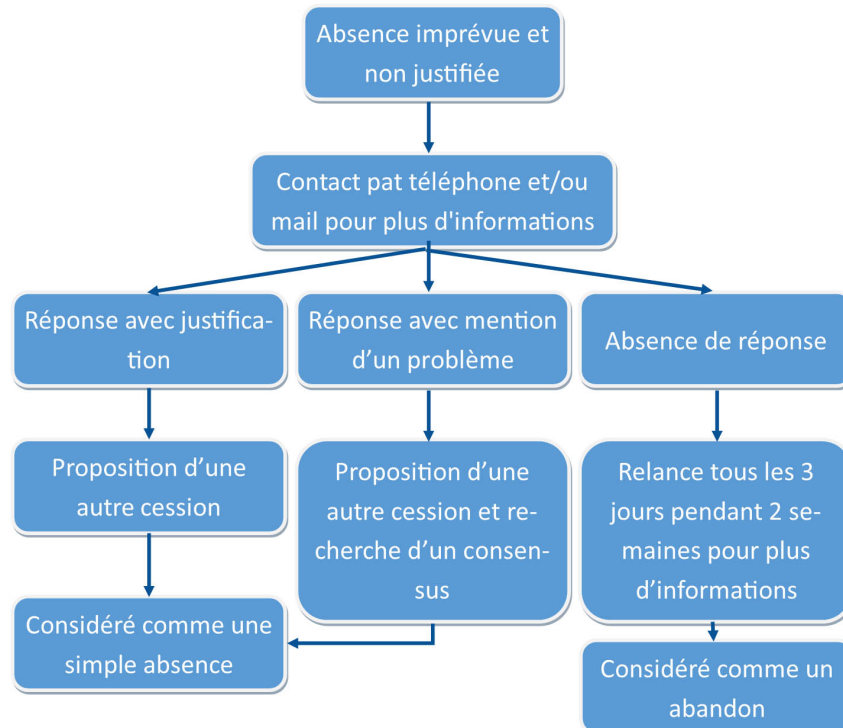 Absence imprévue et
non justifiée
Contact pat téléphone et/ou
mail pour plus d'informations
Réponse avec justifica-
tion
Réponse avec mention
d’un problème
Absence de réponse
Proposition d’une
autre cession
Proposition d’une
autre cession et re-
cherche d’un consen-
sus
Relance tous les 3
jours pendant 2 se-
maines pour plus
d’informations
Considéré comme une
simple absence
Considéré comme un
abandon